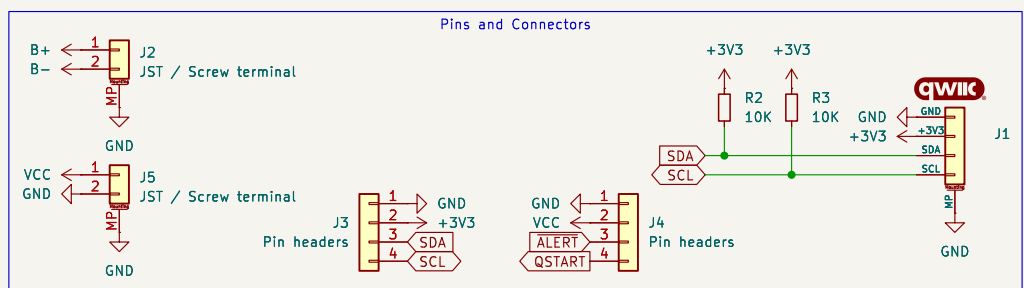 Pins and Connectors
B+
1
J2
B-
2
JST / Screw terminal
MP
GND
VCC
1
J5
GND
2
JST / Screw terminal
MP
GND
1
GND
2
+3V3
J3
3
SDA
Pin headers
4
SCL
GND
1
VCC
2
J4
ALERT
3
Pin headers
QSTART
4
+3V3
+3V3
R2
10K
R3
10K
SDA
SCL
qwiic
GND
GND
+3V3
+3V3
J1
SDA
SCL
MP
GND